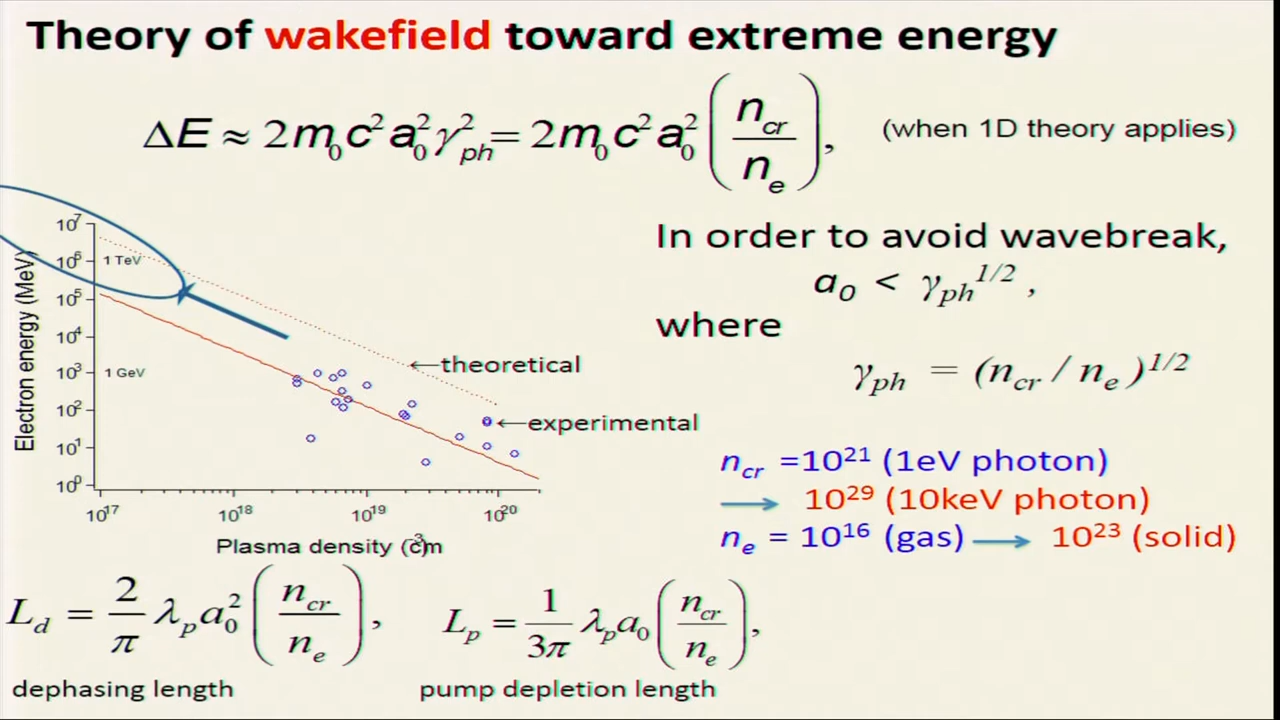 Theory of wakefield toward extreme energy
ΔE ≈ 2m₀c²a₀²γ²ph = 2m₀c²a₀² (ncr / ne), (when 1D theory applies)
In order to avoid wavebreak,
a₀ < γph^1/2 ,
where
γph = (ncr / ne)^1/2
ncr =10²¹ (1eV photon)
→ 10²⁹ (10keV photon)
ne = 10¹⁶ (gas) → 10²³ (solid)
Electron energy (MeV)
10⁷
10⁶
10⁵
10⁴
10³
10²
10¹
10⁰
1 TeV
1 GeV
←theoretical
←experimental
10¹⁷ 10¹⁸ 10¹⁹ 10²⁰
Plasma density (cm⁻³)
Ld = 2/π λp a₀² (ncr / ne), Lp = 1/3π λp a₀ (ncr / ne),
dephasing length pump depletion length